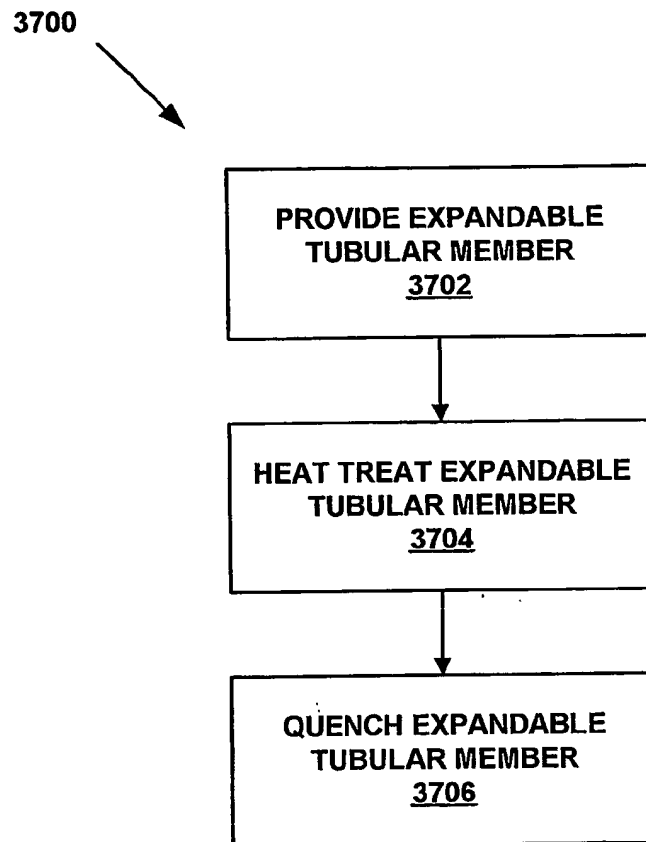 3700
PROVIDE EXPANDABLE
TUBULAR MEMBER
3702
HEAT TREAT EXPANDABLE
TUBULAR MEMBER
3704
QUENCH EXPANDABLE
TUBULAR MEMBER
3706